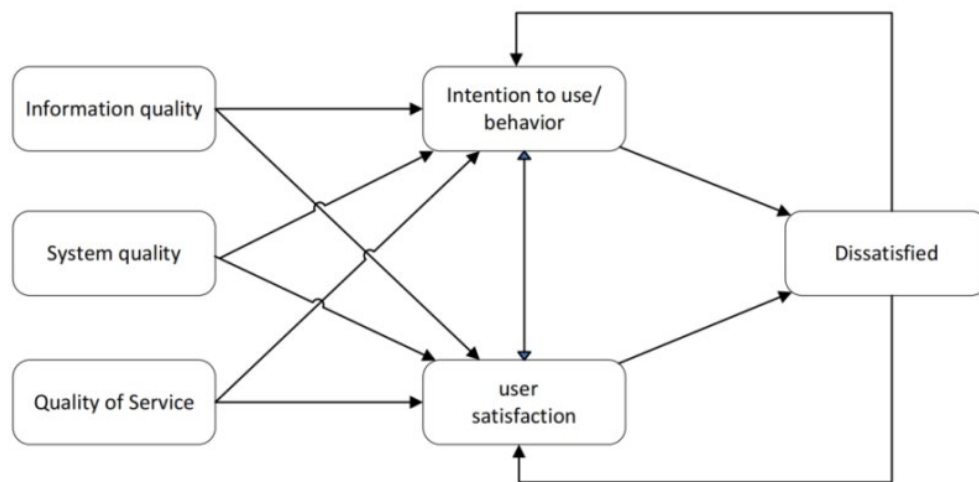 Information quality
Intention to use/
behavior
System quality
Dissatisfied
Quality of Service
user
satisfaction